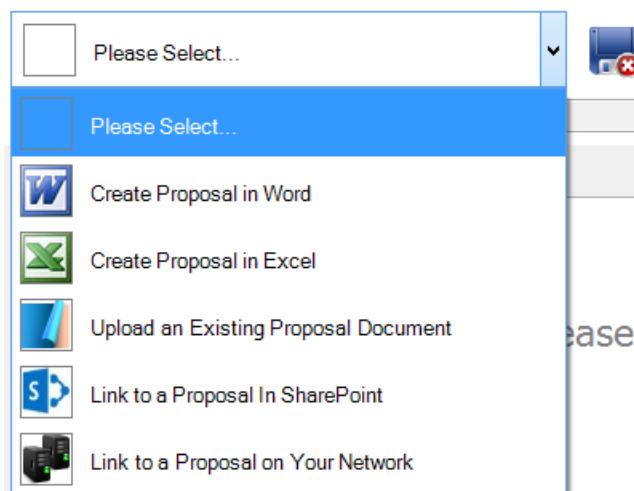 Please Select...
Please Select...
Create Proposal in Word
Create Proposal in Excel
Upload an Existing Proposal Document
ease
Link to a Proposal In SharePoint
Link to a Proposal on Your Network